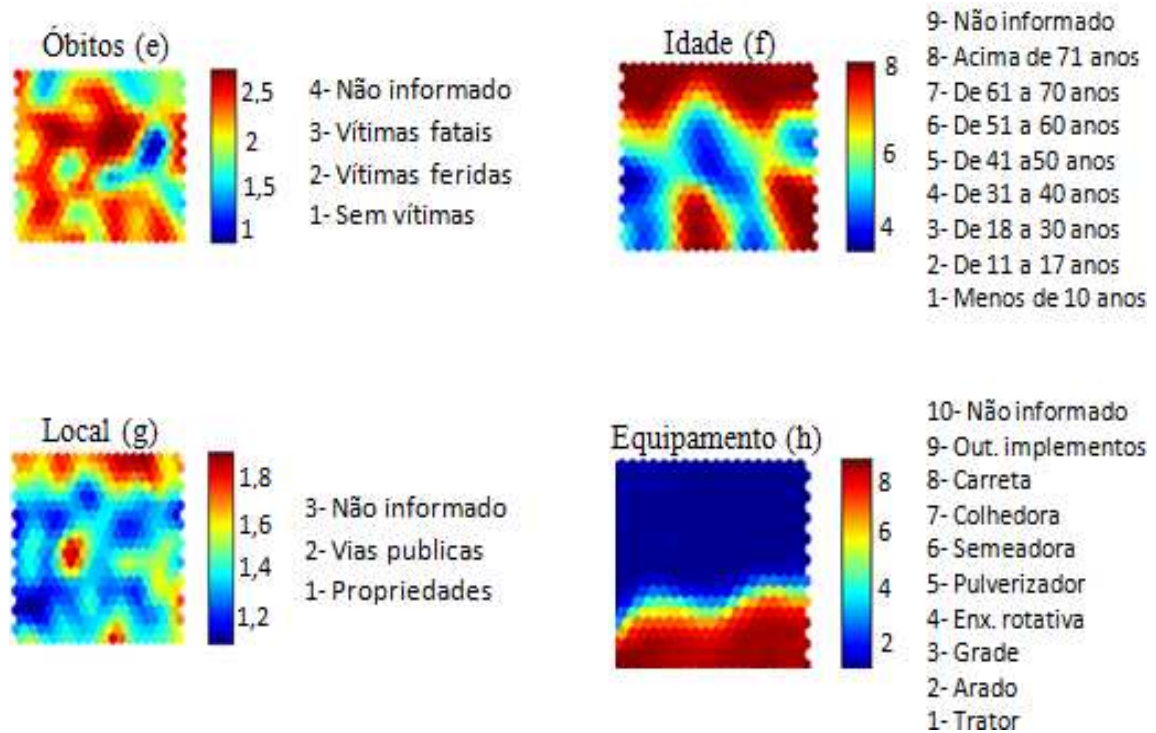 Óbitos (e)
2,5
2
1,5
1
4- Não informado
3- Vítimas fatais
2- Vítimas feridas
1- Sem vítimas
Idade (f)
8
6
4
9- Não informado
8- Acima de 71 anos
7- De 61 a 70 anos
6- De 51 a 60 anos
5- De 41 a50 anos
4- De 31 a 40 anos
3- De 18 a 30 anos
2- De 11 a 17 anos
1- Menos de 10 anos
Local (g)
1,8
1,6
1,4
1,2
3- Não informado
2- Vias publicas
1- Propriedades
Equipamento (h)
8
6
4
2
10- Não informado
9- Out. implementos
8- Carreta
7- Colhedora
6- Semeadora
5- Pulverizador
4- Enx. rotativa
3- Grade
2- Arado
1- Trator